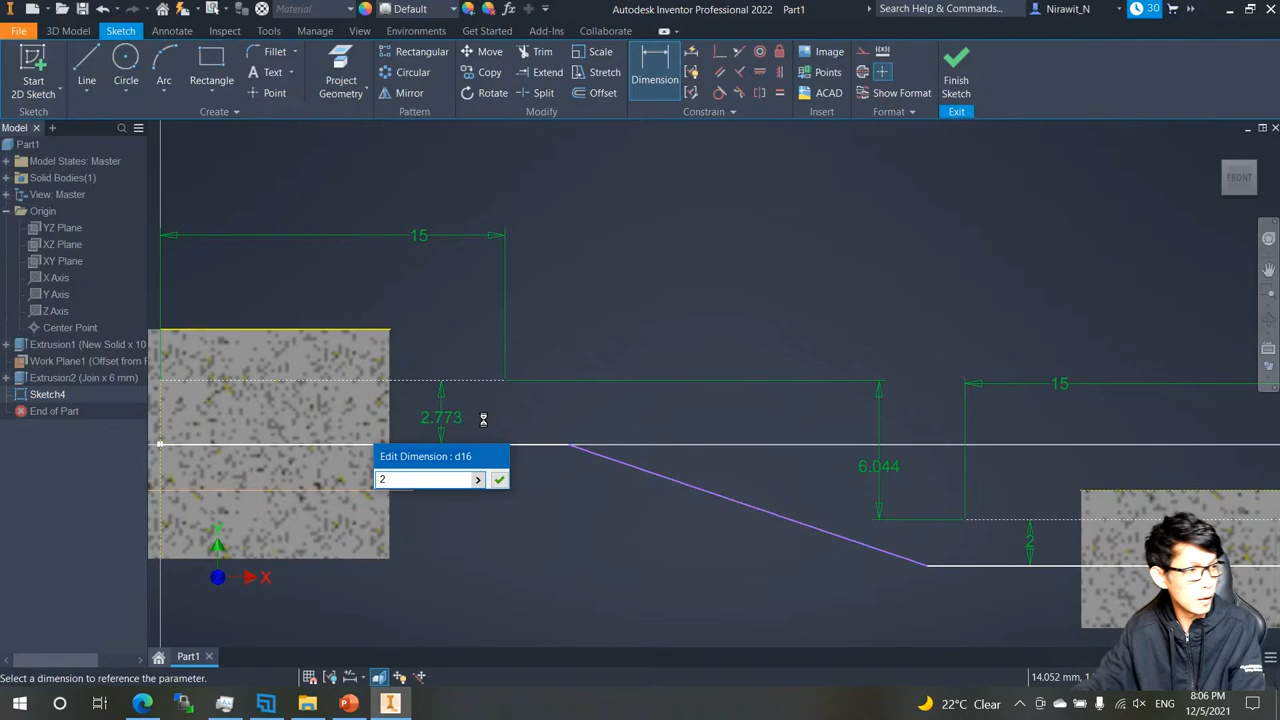 Material
Default
Autodesk Inventor Professional 2022
Part1
Search Help & Commands...
Nirawit_N
30
File
3D Model
Sketch
Annotate
Inspect
Tools
Manage
View
Environments
Get Started
Add-Ins
Collaborate
Start
2D Sketch
Line
Circle
Arc
Rectangle
Fillet
Text
Point
Project
Geometry
Rectangular
Circular
Mirror
Move
Copy
Rotate
Trim
Extend
Split
Scale
Stretch
Offset
Dimension
Image
Points
ACAD
Show Format
Finish
Sketch
Sketch
Create
Pattern
Modify
Constrain
Insert
Format
Exit
Model
Part1
Model States: Master
Solid Bodies(1)
View: Master
Origin
YZ Plane
XZ Plane
XY Plane
X Axis
Y Axis
Z Axis
Center Point
Extrusion1 (New Solid x 10
Work Plane1 (Offset from F
Extrusion2 (Join x 6 mm)
Sketch4
End of Part
FRONT
15
15
2.773
6.044
2
Edit Dimension : d16
2
Y
X
Part1
Select a dimension to reference the parameter.
14.052 mm, 1
22°C Clear
8:06 PM
12/5/2021